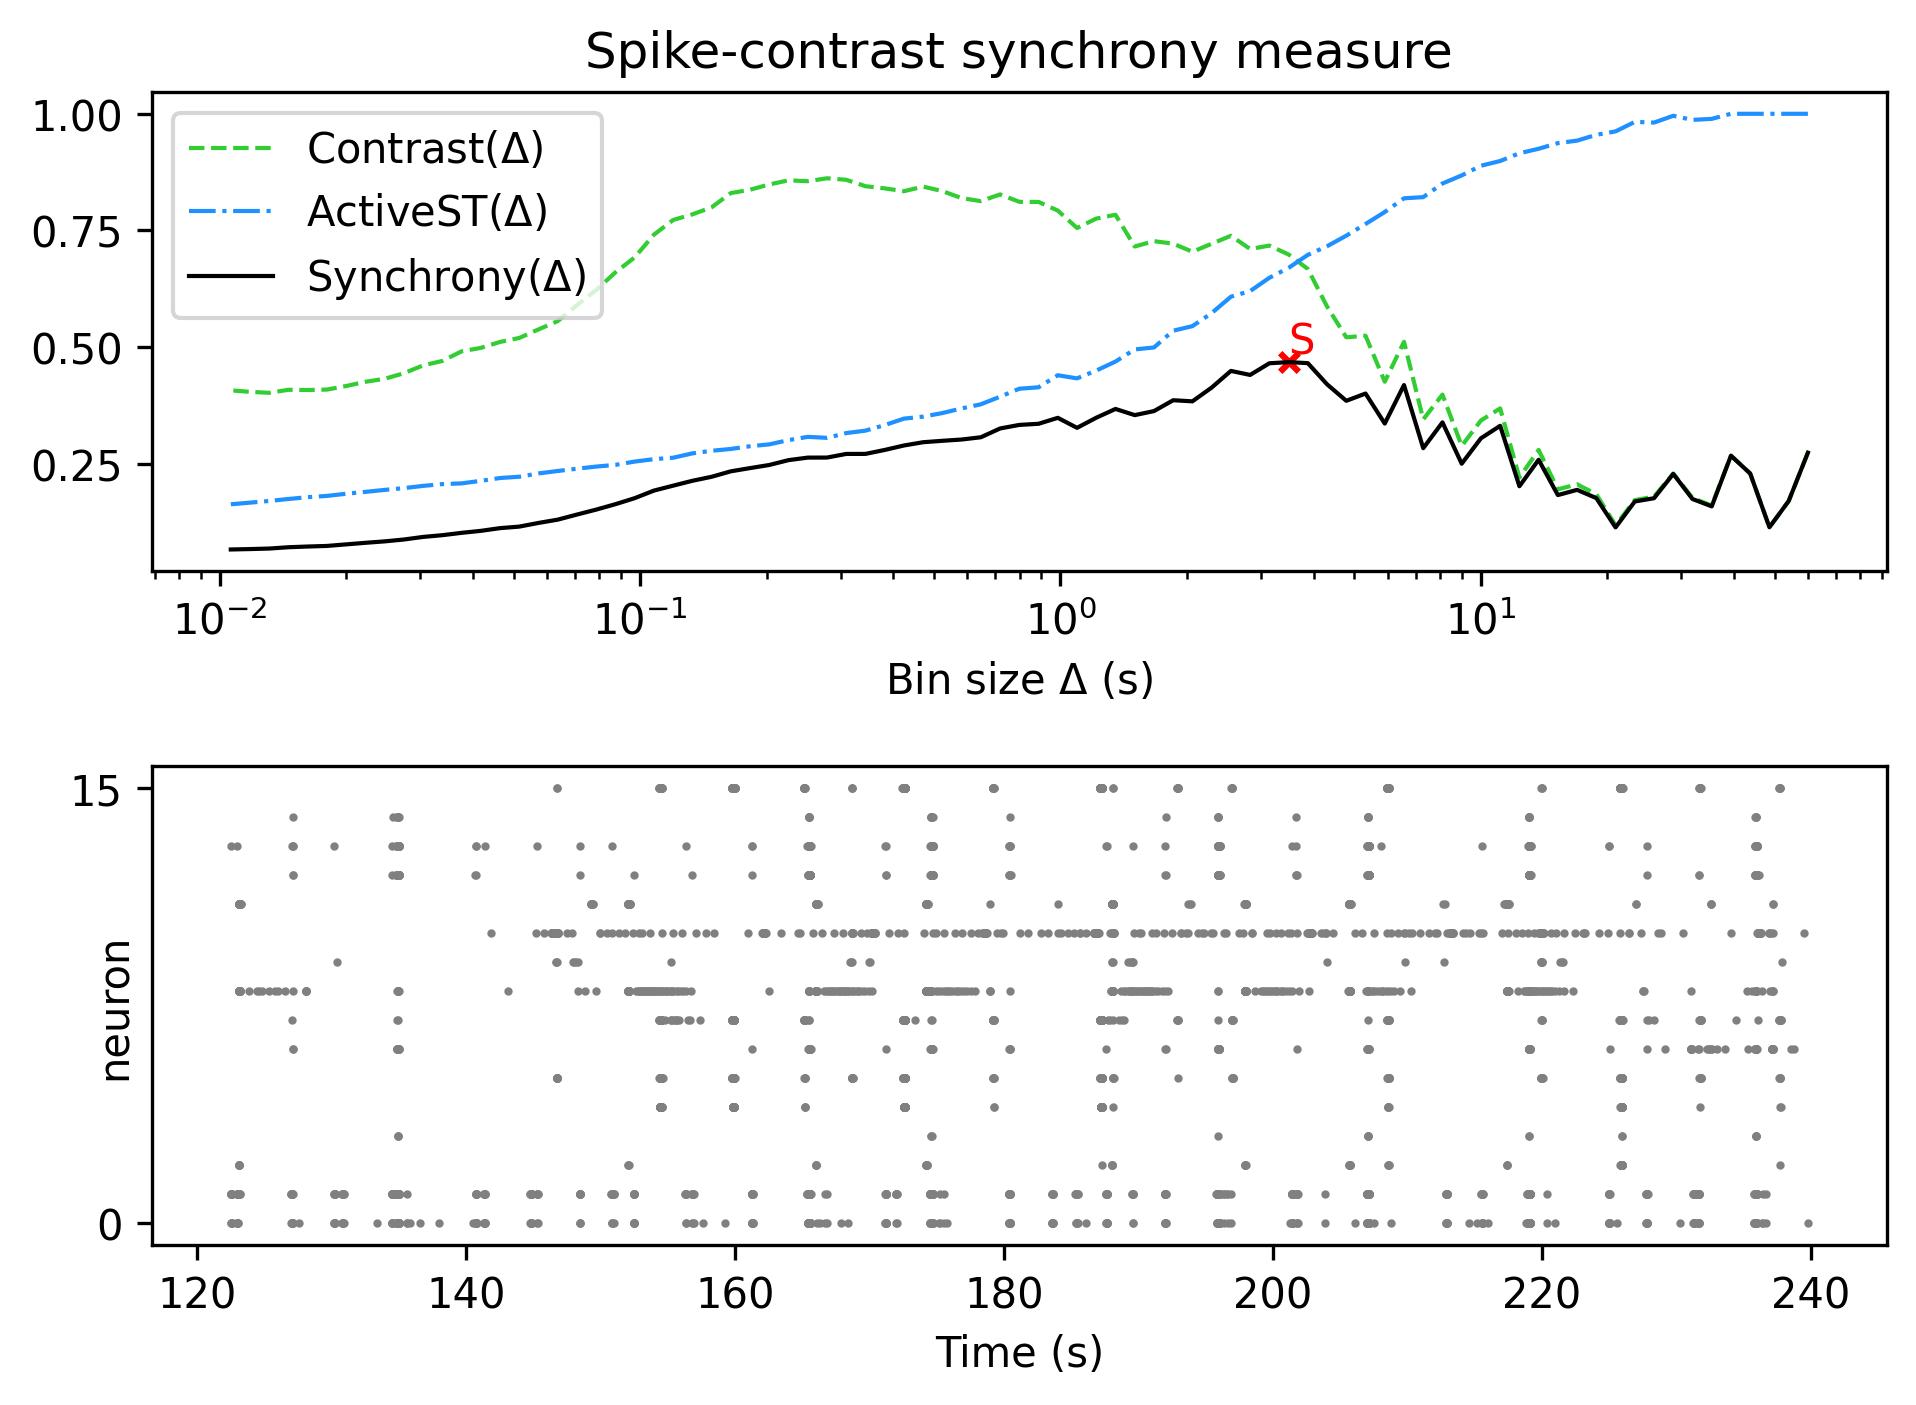 Spike-contrast synchrony measure
1.00
0.75
0.50
0.25
Contrast(Δ)
ActiveST(Δ)
Synchrony(Δ)
S
10⁻²
10⁻¹
10⁰
10¹
Bin size Δ (s)
15
0
neuron
120
140
160
180
200
220
240
Time (s)